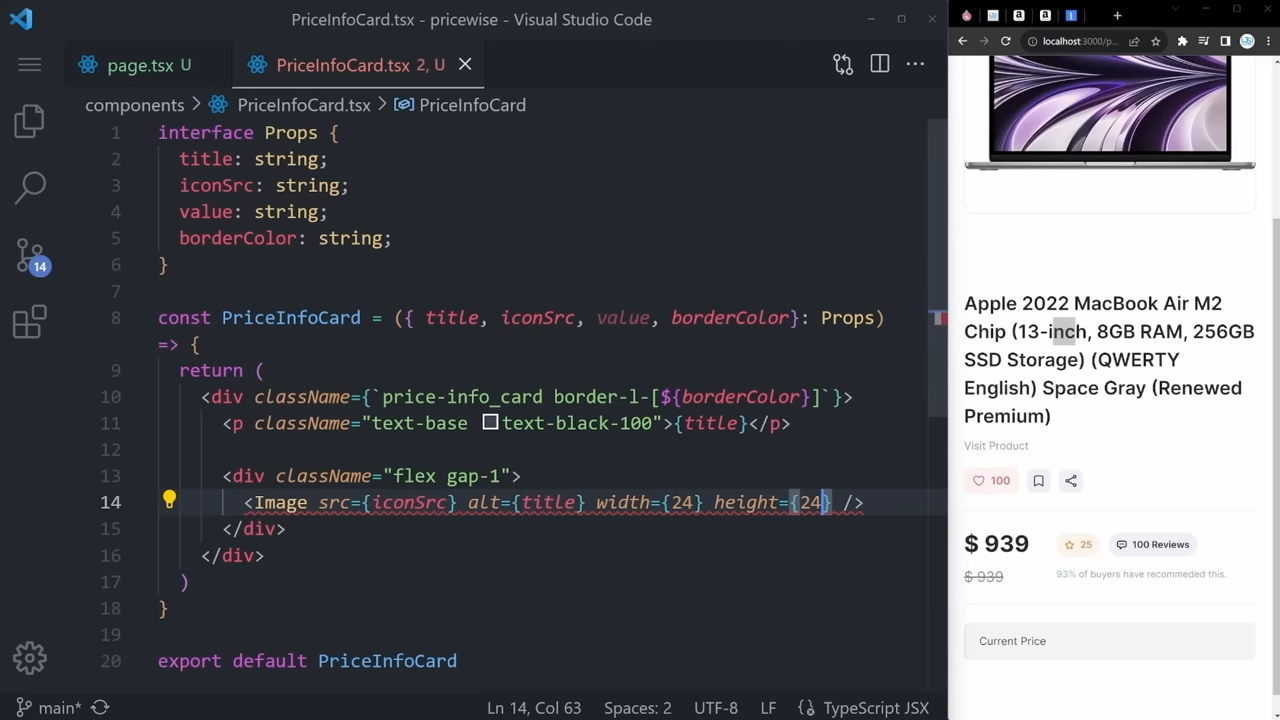 PriceInfoCard.tsx - pricewise - Visual Studio Code
page.tsx U
PriceInfoCard.tsx 2, U
components > PriceInfoCard.tsx > PriceInfoCard
1 interface Props {
2 title: string;
3 iconSrc: string;
4 value: string;
5 borderColor: string;
6 }
7
8 const PriceInfoCard = ({ title, iconSrc, value, borderColor}: Props)
=> {
9 return (
10 <div className={`price-info_card border-l-[${borderColor}]`}>
11 <p className="text-base text-black-100">{title}</p>
12
13 <div className="flex gap-1">
14 <Image src={iconSrc} alt={title} width={24} height={24} />
15 </div>
16 </div>
17 )
18 }
19
20 export default PriceInfoCard
14
main*
Ln 14, Col 63
Spaces: 2
UTF-8
LF
TypeScript JSX
localhost:3000/p...
Apple 2022 MacBook Air M2
Chip (13-inch, 8GB RAM, 256GB
SSD Storage) (QWERTY
English) Space Gray (Renewed
Premium)
Visit Product
100
$ 939
25
100 Reviews
$ 939
93% of buyers have recommeded this.
Current Price